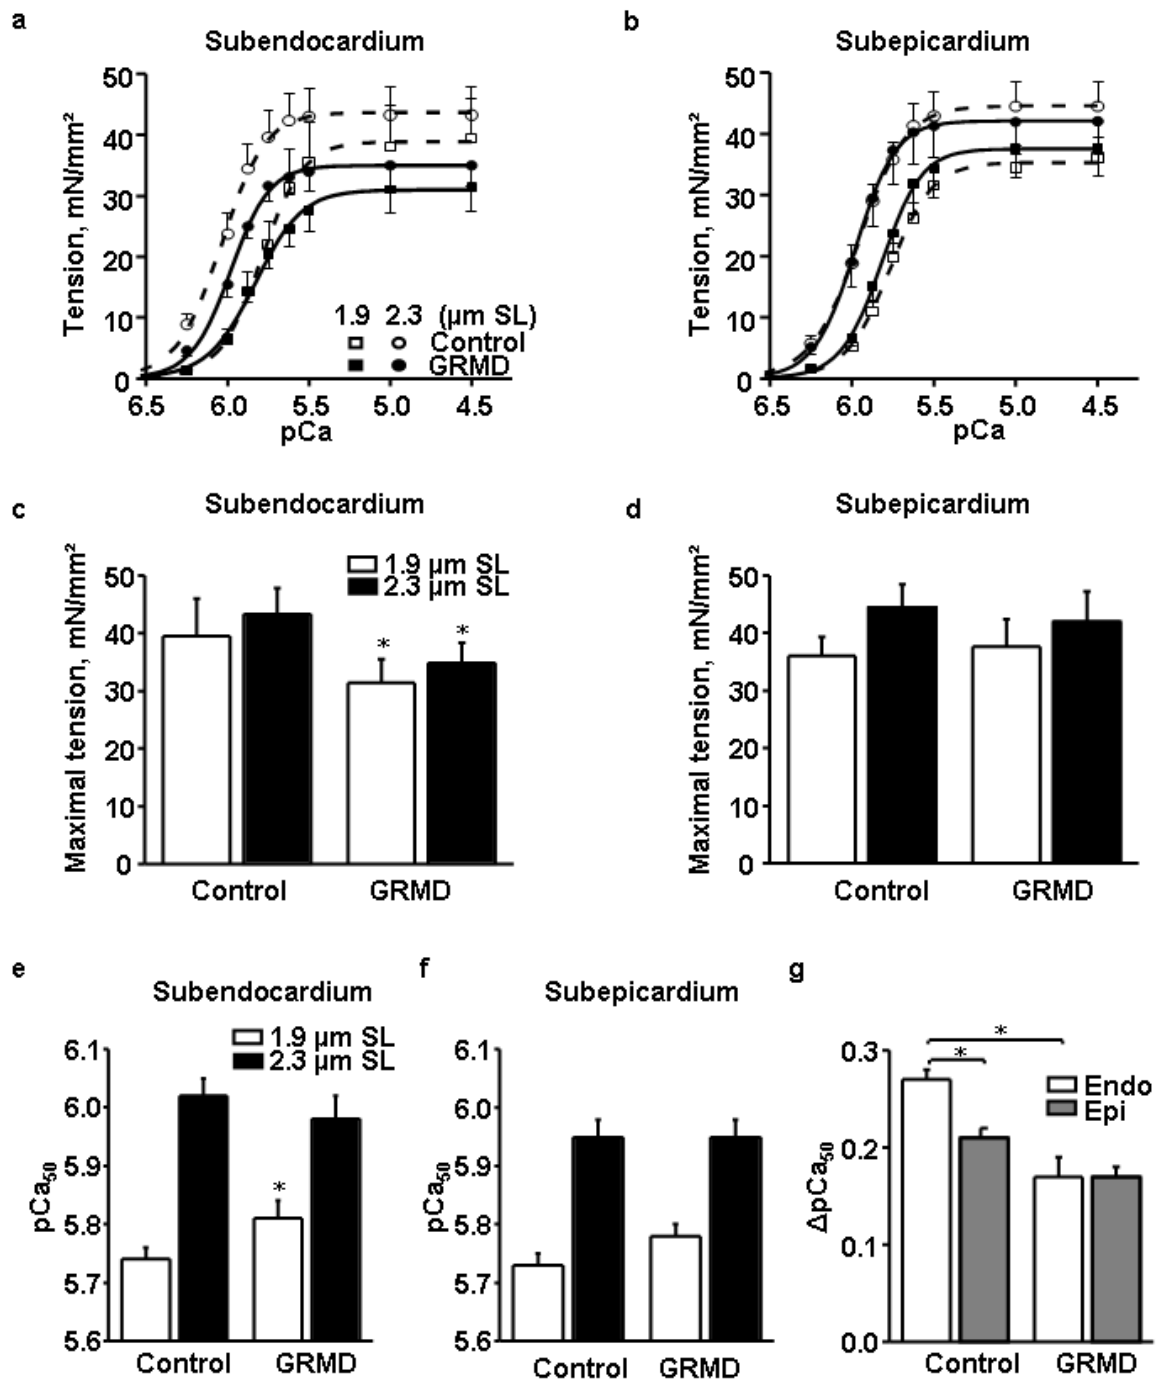 a
Subendocardium
Tension, mN/mm²
50
40
30
20
10
0
6.5 6.0 5.5 5.0 4.5
pCa
1.9 2.3 (µm SL)
Control
GRMD
b
Subepicardium
Tension, mN/mm²
50
40
30
20
10
0
6.5 6.0 5.5 5.0 4.5
pCa
c
Subendocardium
Maximal tension, mN/mm²
50
40
30
20
10
0
1.9 µm SL
2.3 µm SL
* *
Control GRMD
d
Subepicardium
Maximal tension, mN/mm²
50
40
30
20
10
0
Control GRMD
e
Subendocardium
1.9 µm SL
2.3 µm SL
pCa50
6.1
6.0
5.9
5.8
5.7
5.6
*
Control GRMD
f
Subepicardium
pCa50
6.1
6.0
5.9
5.8
5.7
5.6
Control GRMD
g
*
*
Endo
Epi
ΔpCa50
0.3
0.2
0.1
0.0
Control GRMD